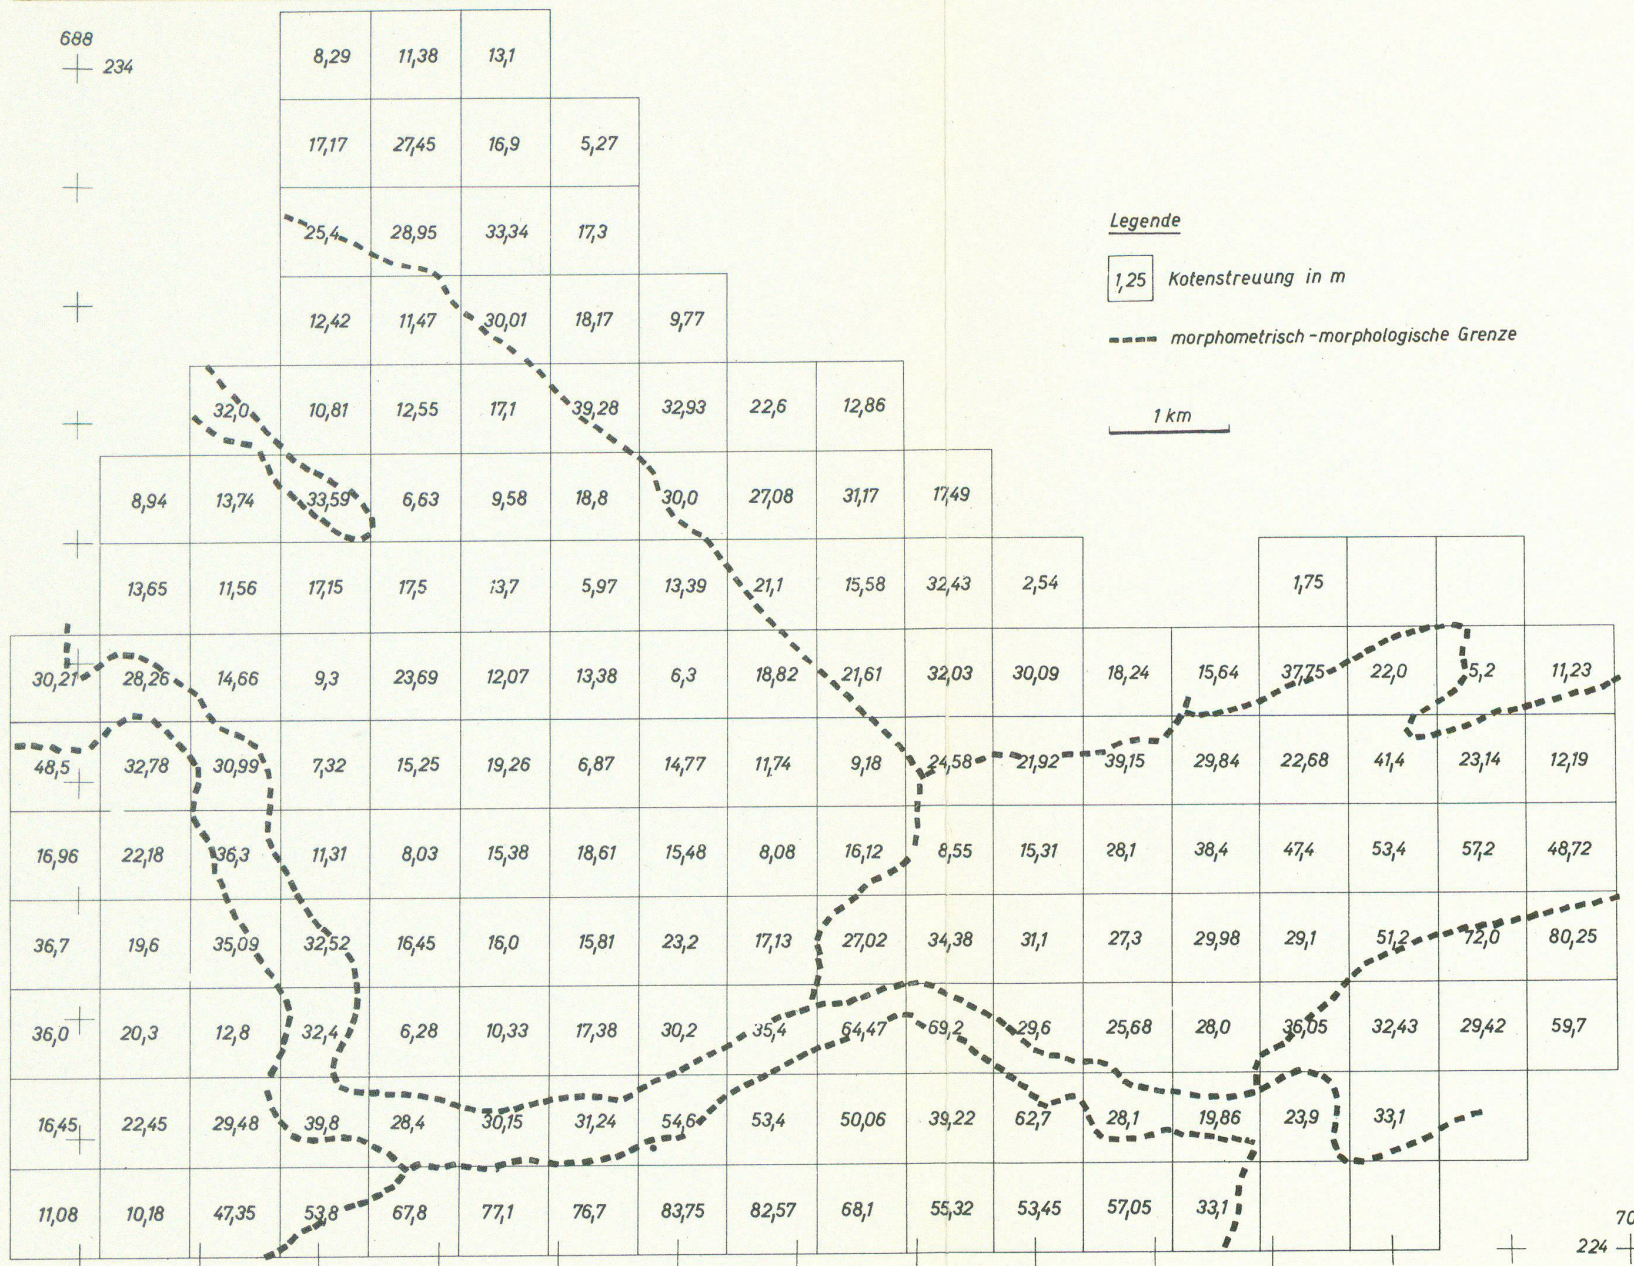 688
234
8,29 11,38 13,1
17,17 27,45 16,9 5,27
Legende
25,4 28,95 33,34 17,3
1,25 Kotenstreuung in m
12,42 11,47 30,01 18,17 9,77
morphometrisch-morphologische Grenze
32,0 10,81 12,55 17,1 39,28 32,93 22,6 12,86
1 km
8,94 13,74 33,59 6,63 9,58 18,8 30,0 27,08 31,17 17,49
13,65 11,56 17,15 17,5 13,7 5,97 13,39 21,1 15,58 32,43 2,54 1,75
30,21 28,26 14,66 9,3 23,69 12,07 13,38 6,3 18,82 21,61 32,03 30,09 18,24 15,64 37,75 22,0 5,2 11,23
48,5 32,78 30,99 7,32 15,25 19,26 6,87 14,77 11,74 9,18 24,58 21,92 39,15 29,84 22,68 41,4 23,14 12,19
16,96 22,18 36,3 11,31 8,03 15,38 18,61 15,48 8,08 16,12 8,55 15,31 28,1 38,4 47,4 53,4 57,2 48,72
36,7 19,6 35,09 32,52 16,45 16,0 15,81 23,2 17,13 27,02 34,38 31,1 27,3 29,98 29,1 51,2 72,0 80,25
36,0 20,3 12,8 32,4 6,28 10,33 17,38 30,2 35,4 64,47 69,2 29,6 25,68 28,0 36,05 32,43 29,42 59,7
16,45 22,45 29,48 39,8 28,4 30,15 31,24 54,6 53,4 50,06 39,22 62,7 28,1 19,86 23,9 33,1
11,08 10,18 47,35 53,8 67,8 77,1 76,7 83,75 82,57 68,1 55,32 53,45 57,05 33,1
70
224